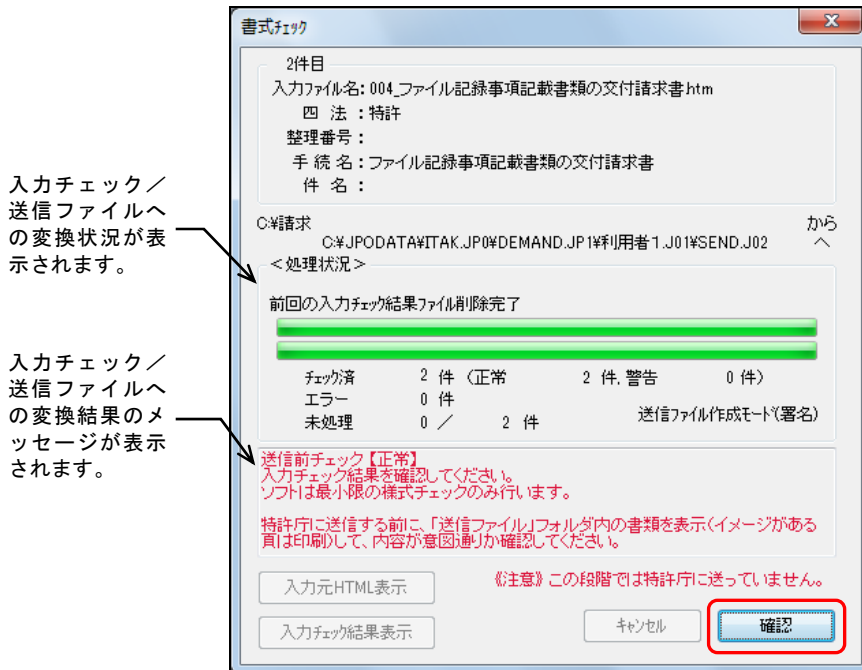 書式ﾁｪｯｸ
2件目
入力ﾌｧｲﾙ名: 004_ファイル記録事項記載書類の交付請求書.htm
四 法 : 特許
整理番号 :
手 続 名 : ファイル記録事項記載書類の交付請求書
件 名 :
C:¥請求 から
C:¥JPODATA¥ITAK.JP0¥DEMAND.JP1¥利用者1.J01¥SEND.J02 へ
＜処理状況＞
前回の入力ﾁｪｯｸ結果ﾌｧｲﾙ削除完了
ﾁｪｯｸ済 2 件 （正常 2 件, 警告 0 件）
エラー 0 件
未処理 0 ／ 2 件 送信ﾌｧｲﾙ作成ﾓｰﾄﾞ(署名)
送信前チェック【正常】
入力チェック結果を確認してください。
ソフトは最小限の様式チェックのみ行います。
特許庁に送信する前に、「送信ファイル」フォルダ内の書類を表示(イメージがある
頁は印刷)して、内容が意図通りか確認してください。
入力元HTML表示
《注意》この段階では特許庁に送っていません。
入力ﾁｪｯｸ結果表示
ｷｬﾝｾﾙ
確認
入力チェック／
送信ファイルへ
の変換状況が表
示されます。
入力チェック／
送信ファイルへ
の変換結果のメ
ッセージが表示
されます。